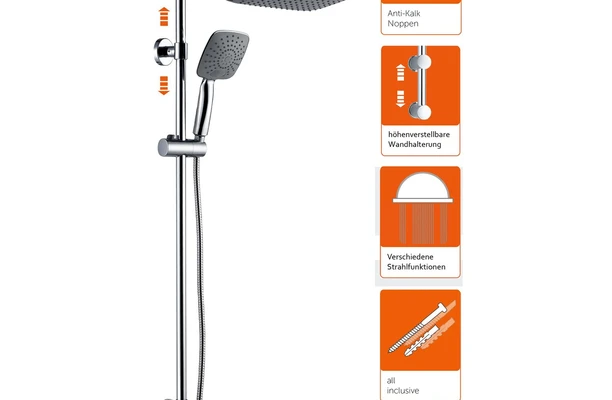 Anti-Kalk
Noppen
höhenverstellbare
Wandhalterung
Verschiedene
Strahlfunktionen
all
inclusive